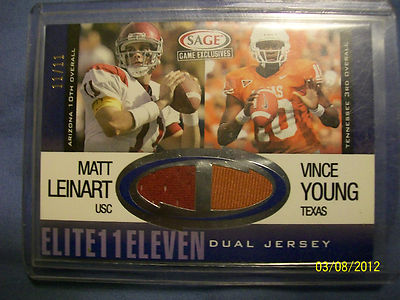 SAGE
GAME EXCLUSIVES
11/11
ARIZONA 10TH OVERALL
TENNESSEE 3RD OVERALL
MATT
LEINART
USC
VINCE
YOUNG
TEXAS
ELITE11ELEVEN
DUAL JERSEY
03/08/2012